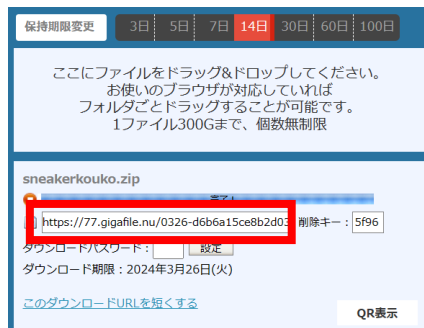 保持期限変更 3日 5日 7日 14日 30日 60日 100日
ここにファイルをドラッグ&ドロップしてください。
お使いのブラウザが対応していれば
フォルダごとドラッグすることが可能です。
1ファイル300Gまで、個数無制限
sneakerkouko.zip
完了!
https://77.gigafile.nu/0326-d6b6a15ce8b2d03 削除キー：5f96
ダウンロードパスワード： 設定
ダウンロード期限：2024年3月26日(火)
このダウンロードURLを短くする
QR表示